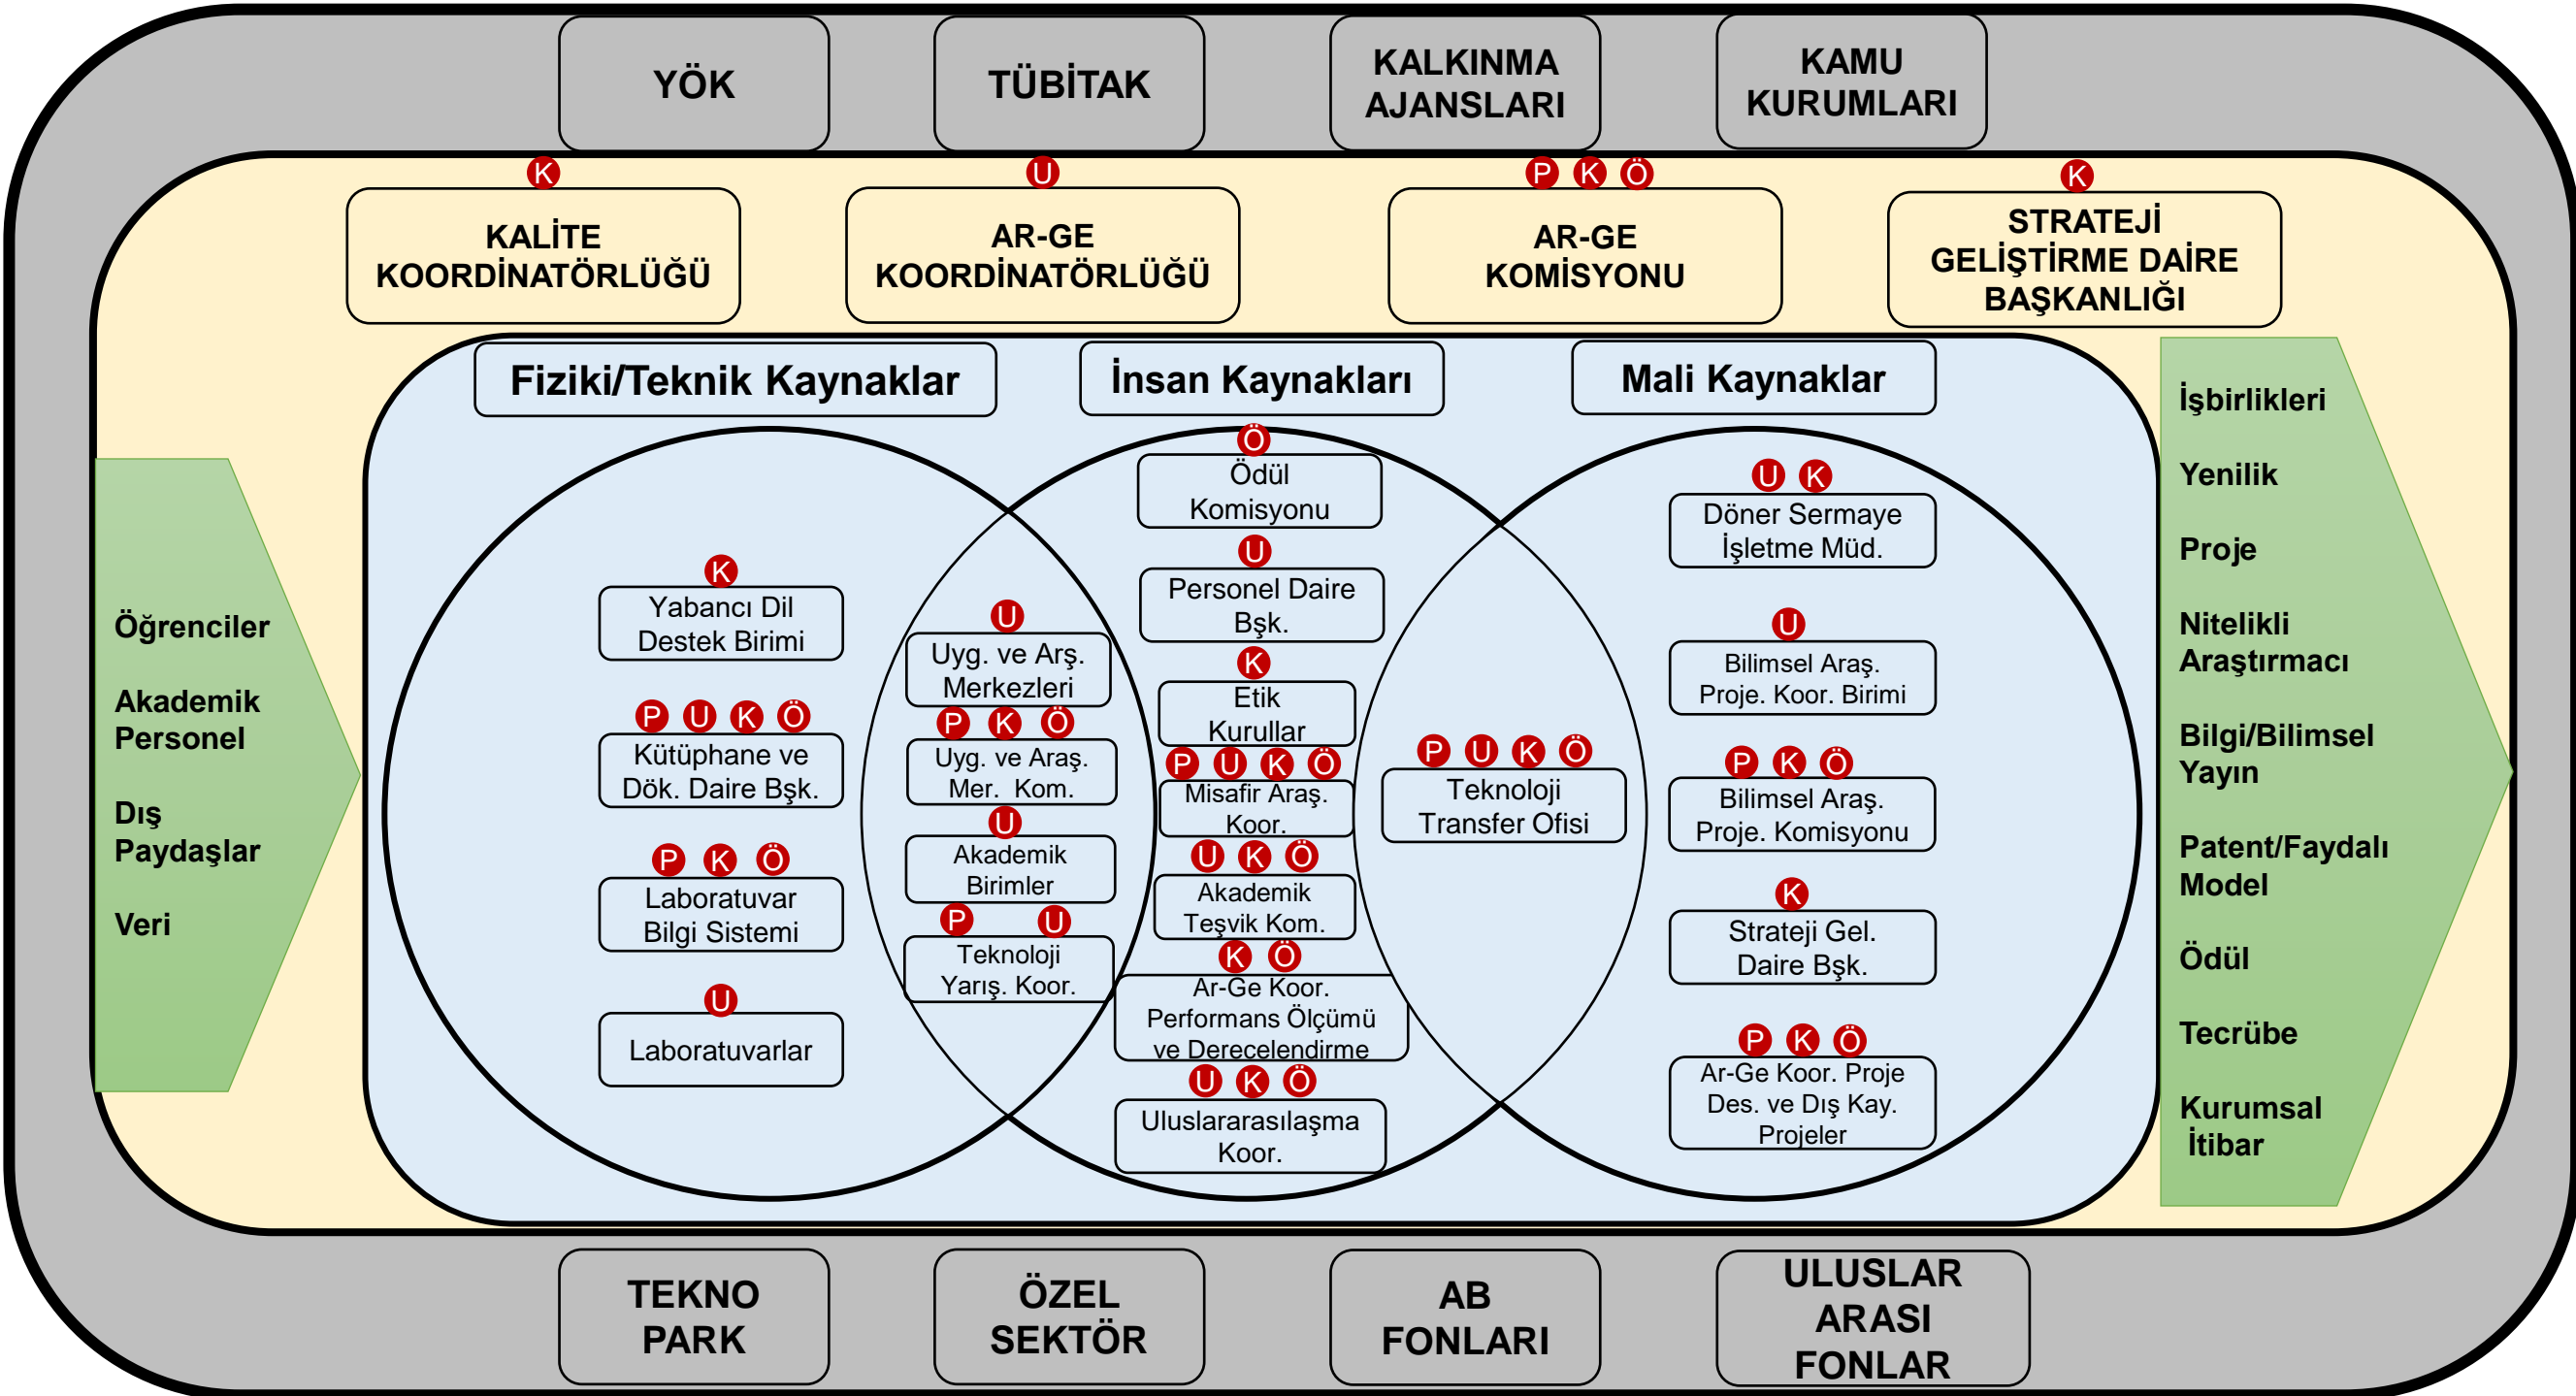 YÖK
TÜBİTAK
KALKINMA
AJANSLARI
KAMU
KURUMLARI
K
KALİTE
KOORDİNATÖRLÜĞÜ
U
AR-GE
KOORDİNATÖRLÜĞÜ
P K Ö
AR-GE
KOMİSYONU
K
STRATEJİ
GELİŞTİRME DAİRE
BAŞKANLIĞI
Öğrenciler
Akademik
Personel
Dış
Paydaşlar
Veri
Fiziki/Teknik Kaynaklar
K
Yabancı Dil
Destek Birimi
P U K Ö
Kütüphane ve
Dök. Daire Bşk.
P K Ö
Laboratuvar
Bilgi Sistemi
U
Laboratuvarlar
U
Uyg. ve Arş.
Merkezleri
P K Ö
Uyg. ve Araş.
Mer. Kom.
U
Akademik
Birimler
P U
Teknoloji
Yarış. Koor.
İnsan Kaynakları
Ö
Ödül
Komisyonu
U
Personel Daire
Bşk.
K
Etik
Kurullar
P U K Ö
Misafir Araş.
Koor.
U K Ö
Akademik
Teşvik Kom.
K Ö
Ar-Ge Koor.
Performans Ölçümü
ve Derecelendirme
U K Ö
Uluslararasılaşma
Koor.
P U K Ö
Teknoloji
Transfer Ofisi
Mali Kaynaklar
U K
Döner Sermaye
İşletme Müd.
U
Bilimsel Araş.
Proje. Koor. Birimi
P K Ö
Bilimsel Araş.
Proje. Komisyonu
K
Strateji Gel.
Daire Bşk.
P K Ö
Ar-Ge Koor. Proje
Des. ve Dış Kay.
Projeler
İşbirlikleri
Yenilik
Proje
Nitelikli
Araştırmacı
Bilgi/Bilimsel
Yayın
Patent/Faydalı
Model
Ödül
Tecrübe
Kurumsal
İtibar
TEKNO
PARK
ÖZEL
SEKTÖR
AB
FONLARI
ULUSLAR
ARASI
FONLAR